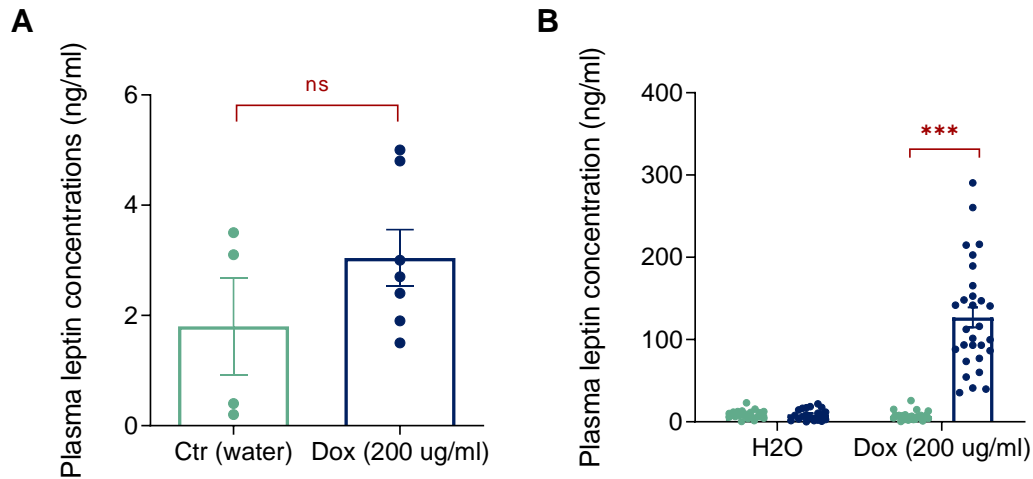 A
Plasma leptin concentrations (ng/ml)
6
4
2
0
ns
Ctr (water)
Dox (200 ug/ml)
B
Plasma leptin concentration (ng/ml)
400
300
200
100
0
***
H2O
Dox (200 ug/ml)